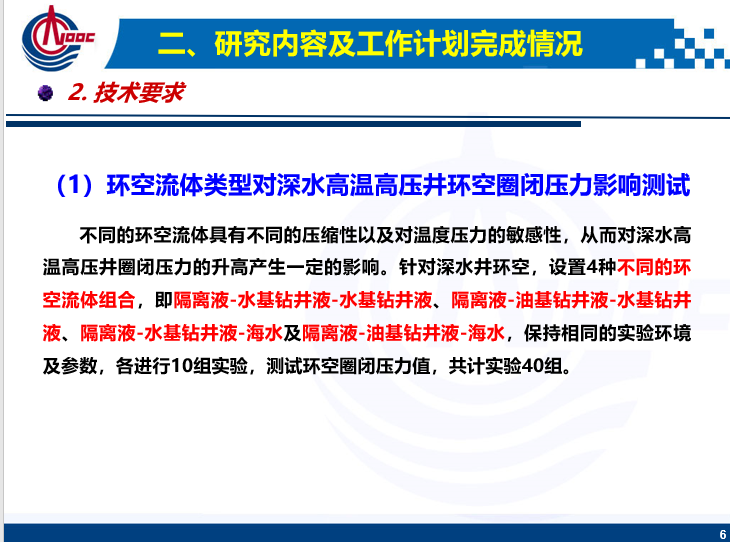 CNOOC
二、研究内容及工作计划完成情况
2. 技术要求
（1）环空流体类型对深水高温高压井环空圈闭压力影响测试
不同的环空流体具有不同的压缩性以及对温度压力的敏感性，从而对深水高
温高压井圈闭压力的升高产生一定的影响。针对深水井环空，设置4种不同的环
空流体组合，即隔离液-水基钻井液-水基钻井液、隔离液-油基钻井液-水基钻井
液、隔离液-水基钻井液-海水及隔离液-油基钻井液-海水，保持相同的实验环境
及参数，各进行10组实验，测试环空圈闭压力值，共计实验40组。
6